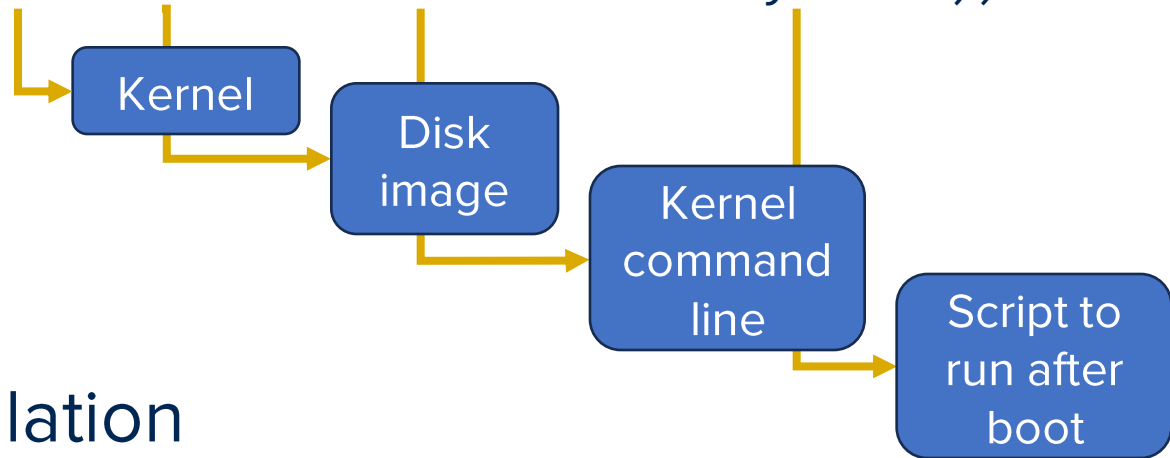 Kernel
Disk
image
Kernel
command
line
Script to
run after
boot
lation